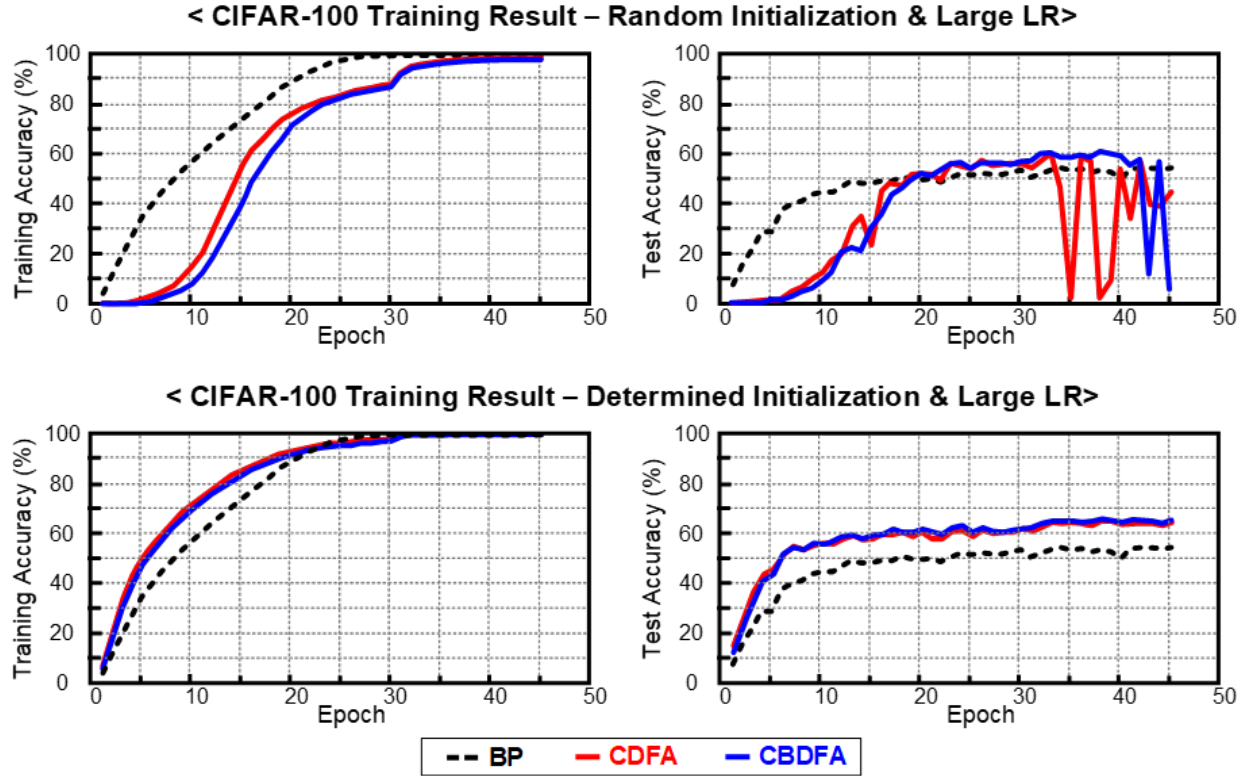 < CIFAR-100 Training Result – Random Initialization & Large LR>
Training Accuracy (%)
100
80
60
40
20
0
0 10 20 30 40 50
Epoch
Test Accuracy (%)
100
80
60
40
20
0
0 10 20 30 40 50
Epoch
< CIFAR-100 Training Result – Determined Initialization & Large LR>
Training Accuracy (%)
100
80
60
40
20
0
0 10 20 30 40 50
Epoch
Test Accuracy (%)
100
80
60
40
20
0
0 10 20 30 40 50
Epoch
BP CDFA CBDFA